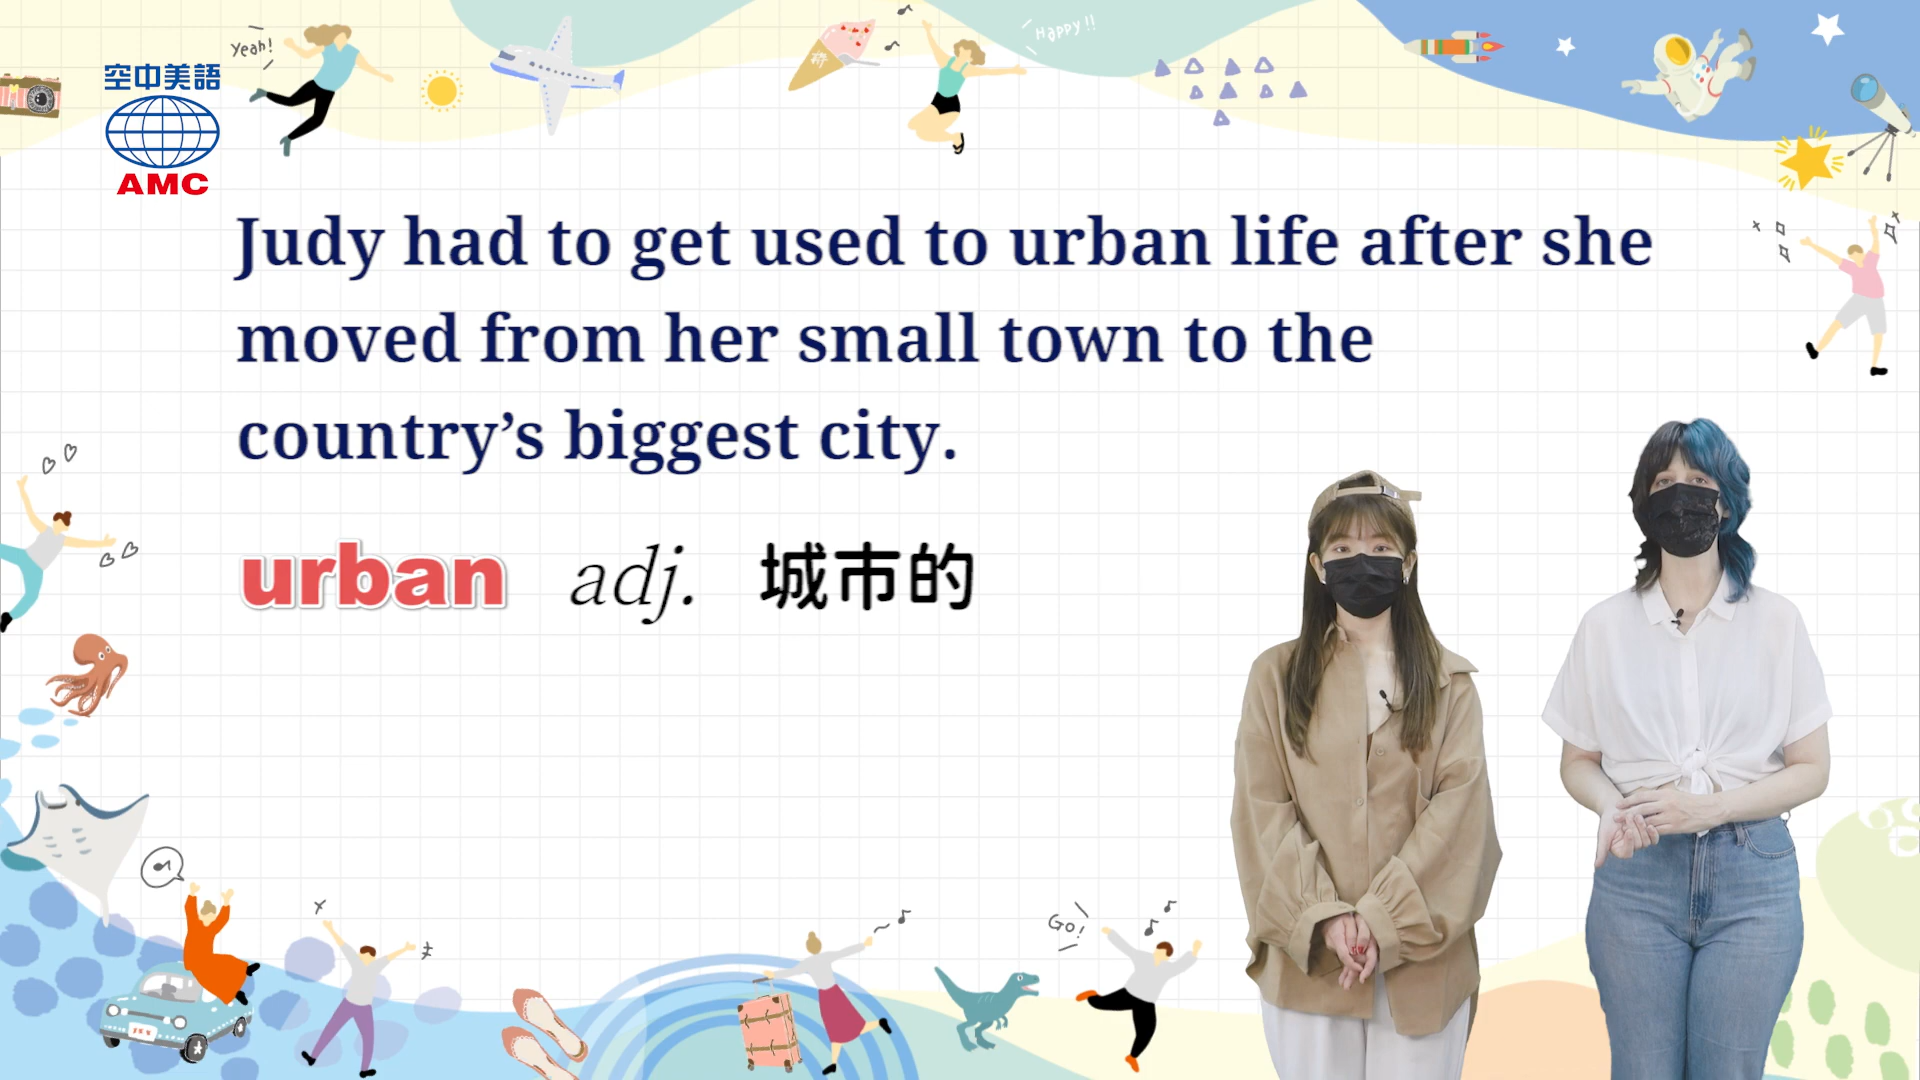 Yeah!
Happy!!
空中美語
AMC
Judy had to get used to urban life after she
moved from her small town to the
country’s biggest city.
urban adj. 城市的
Go!